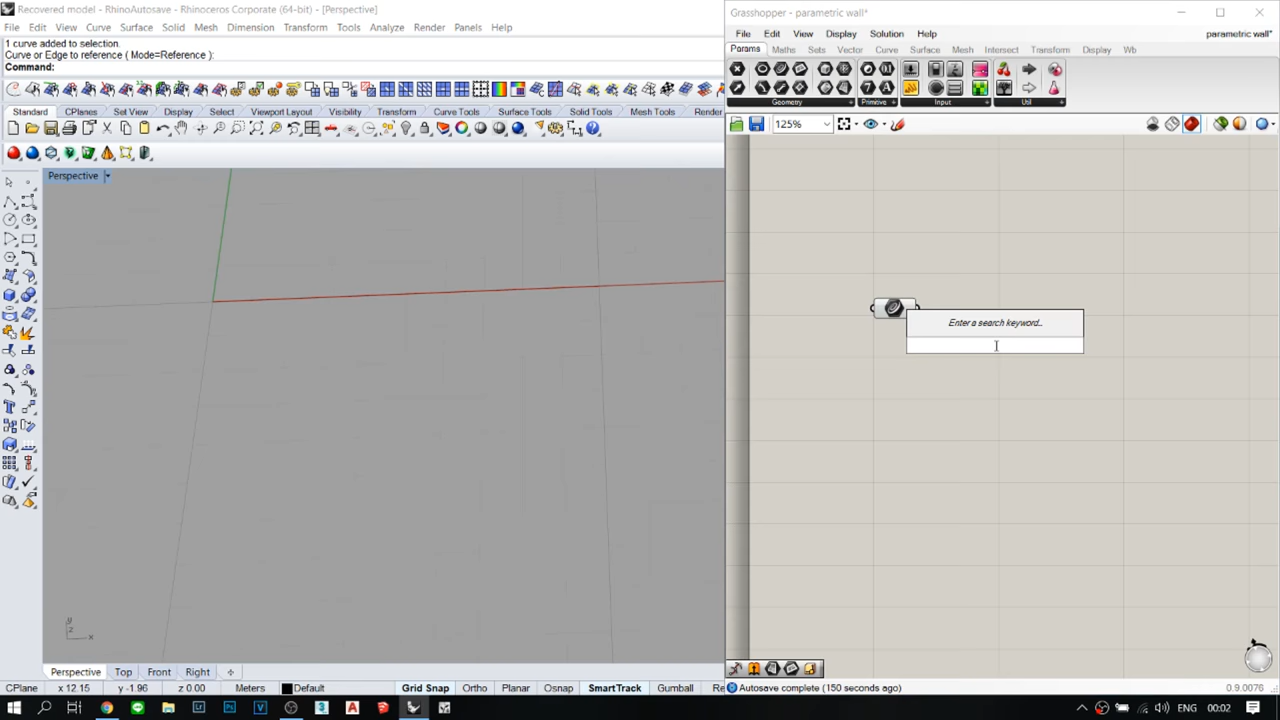 Recovered model - RhinoAutosave - Rhinoceros Corporate (64-bit) - [Perspective]
File Edit View Curve Surface Solid Mesh Dimension Transform Tools Analyze Render Panels Help
1 curve added to selection.
Curve or Edge to reference ( Mode=Reference ):
Command:
Standard CPlanes Set View Display Select Viewport Layout Visibility Transform Curve Tools Surface Tools Solid Tools Mesh Tools Render
Perspective
y
z
x
Perspective Top Front Right
CPlane x 12.15 y -1.96 z 0.00 Meters Default Grid Snap Ortho Planar Osnap SmartTrack Gumball Re
Grasshopper - parametric wall*
File Edit View Display Solution Help parametric wall*
Params Maths Sets Vector Curve Surface Mesh Intersect Transform Display Wb
Geometry Primitive Input Util
125%
Enter a search keyword...
Autosave complete (150 seconds ago) 0.9.0076
ENG 00:02